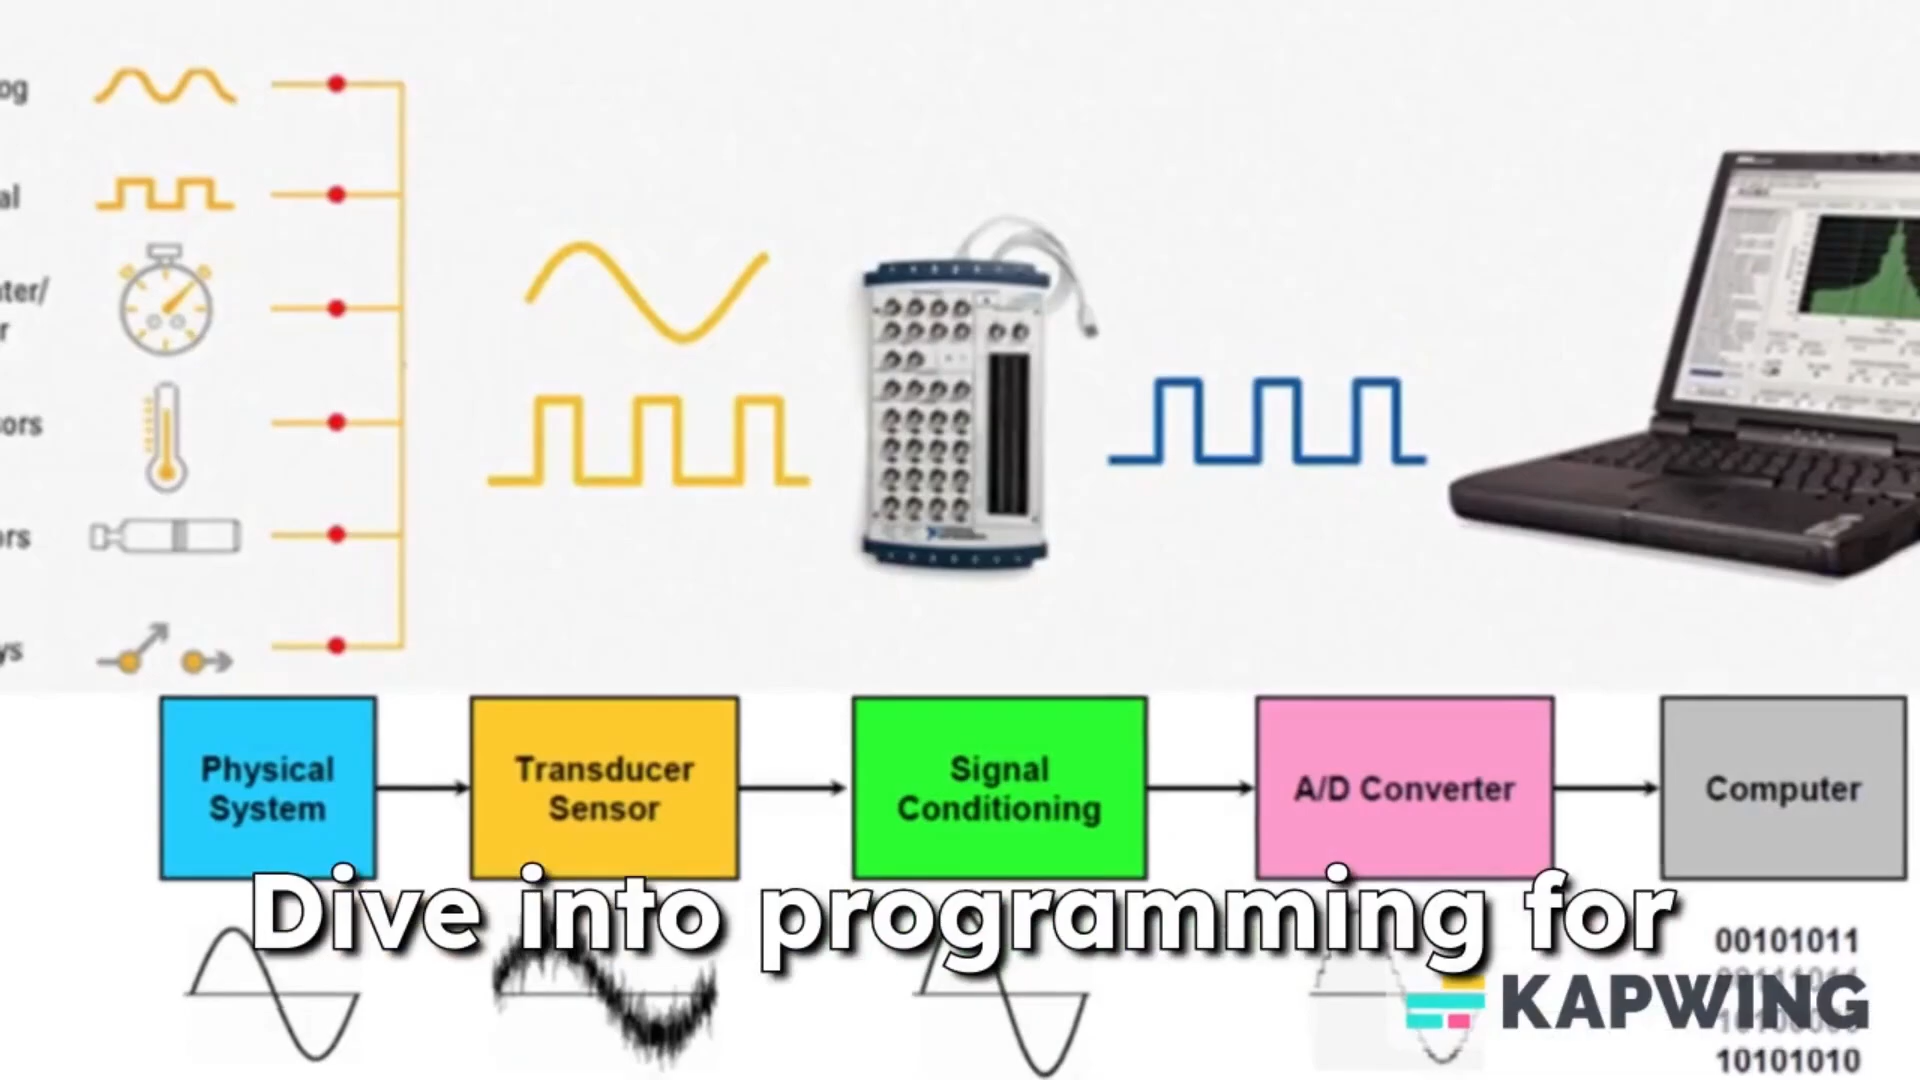 og
al
ter/
r
ors
ors
ys
Physical
System
Transducer
Sensor
Signal
Conditioning
A/D Converter
Computer
Dive into programming for
00101011
KAPWING
10101010